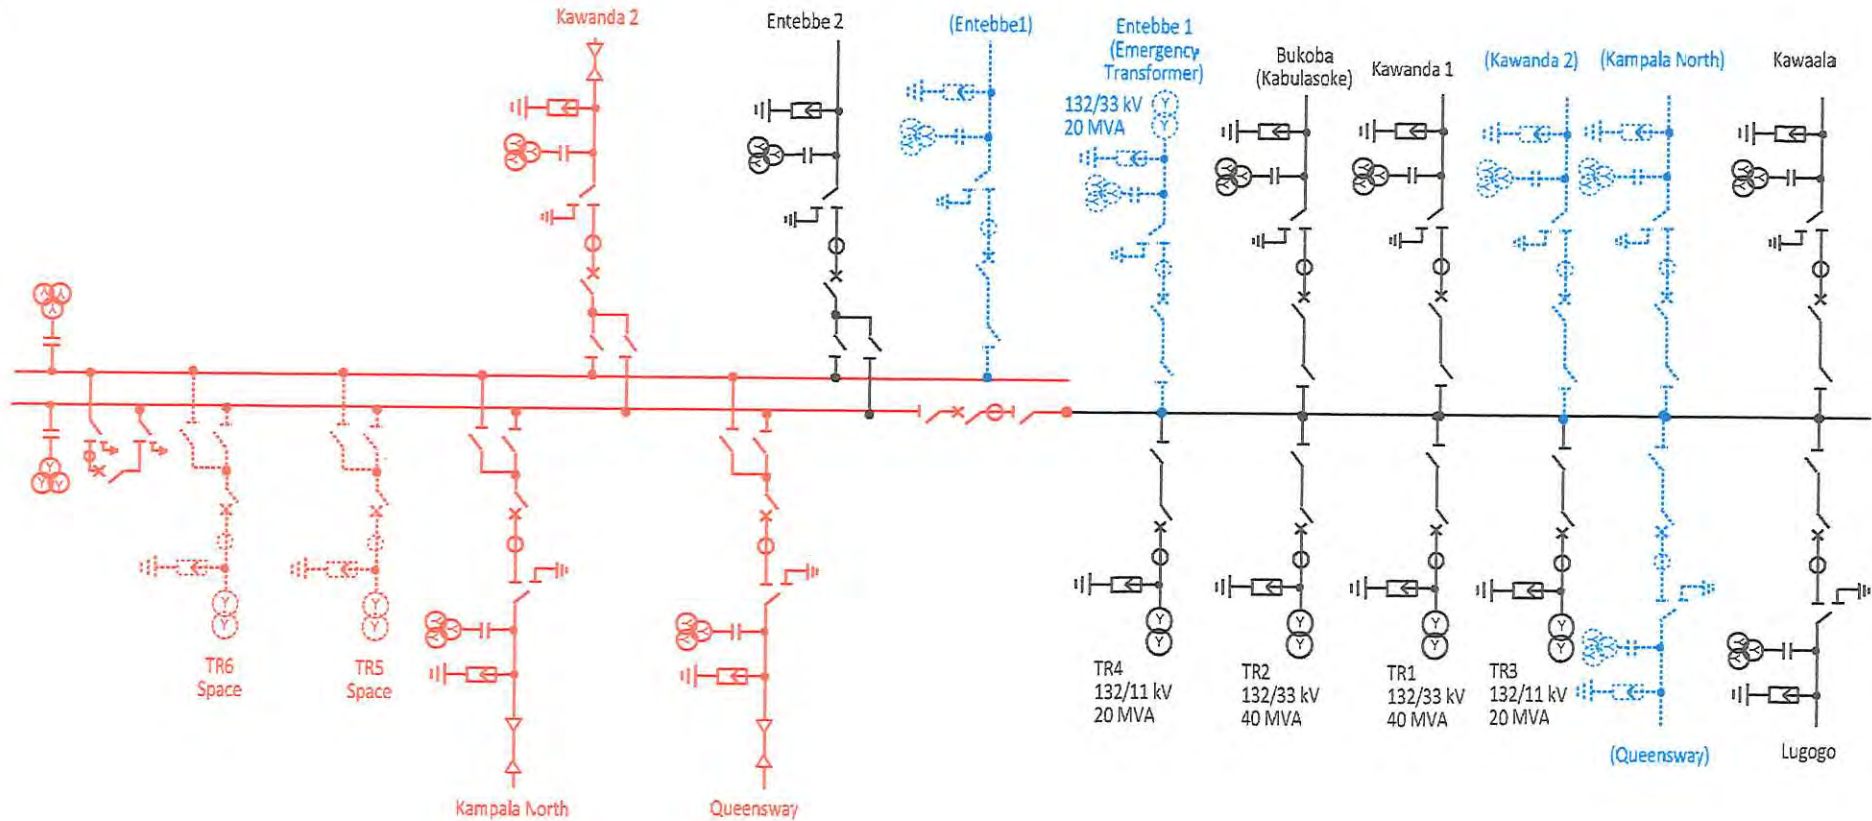 Kawanda 2
Entebbe 2
(Entebbe1)
Entebbe 1
(Emergency
Transformer)
132/33 kV
20 MVA
Bukoba
(Kabulasoke)
Kawanda 1
(Kawanda 2)
(Kampala North)
Kawaala
TR6
Space
TR5
Space
Kampala North
Queensway
TR4
132/11 kV
20 MVA
TR2
132/33 kV
40 MVA
TR1
132/33 kV
40 MVA
TR3
132/11 kV
20 MVA
(Queensway)
Lugogo